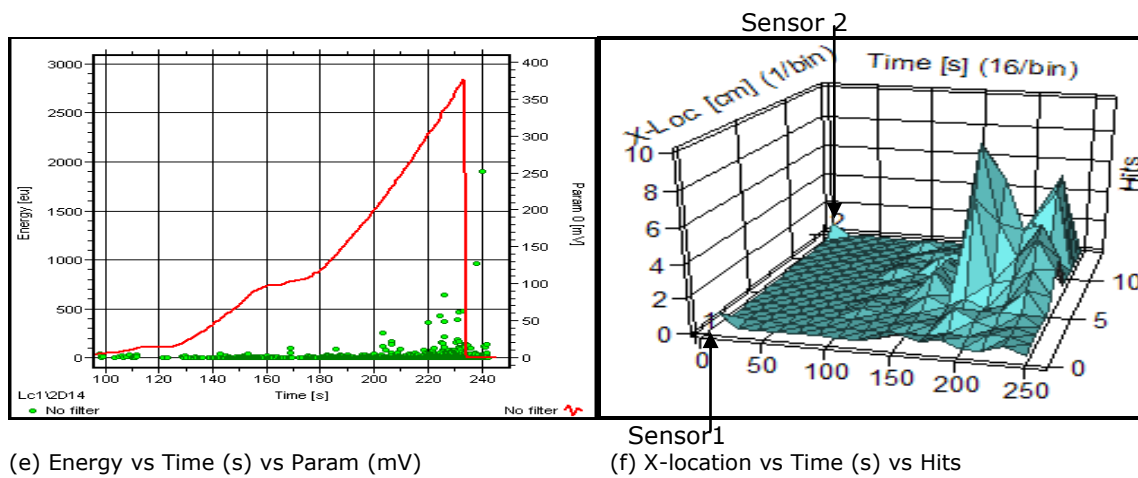 Sensor 2
3000
2500
2000
1500
1000
500
0
Energy [eu]
400
350
300
250
200
150
100
50
0
Param 0 [mV]
100 120 140 160 180 200 220 240
Time [s]
Lc1\2D14
No filter
No filter
X-Loc. [cm] (1/bin)
Time [s] (16/bin)
Hits
10
8
6
4
2
0
1
2
0 50 100 150 200 250
10
5
0
Sensor1
(e) Energy vs Time (s) vs Param (mV)
(f) X-location vs Time (s) vs Hits